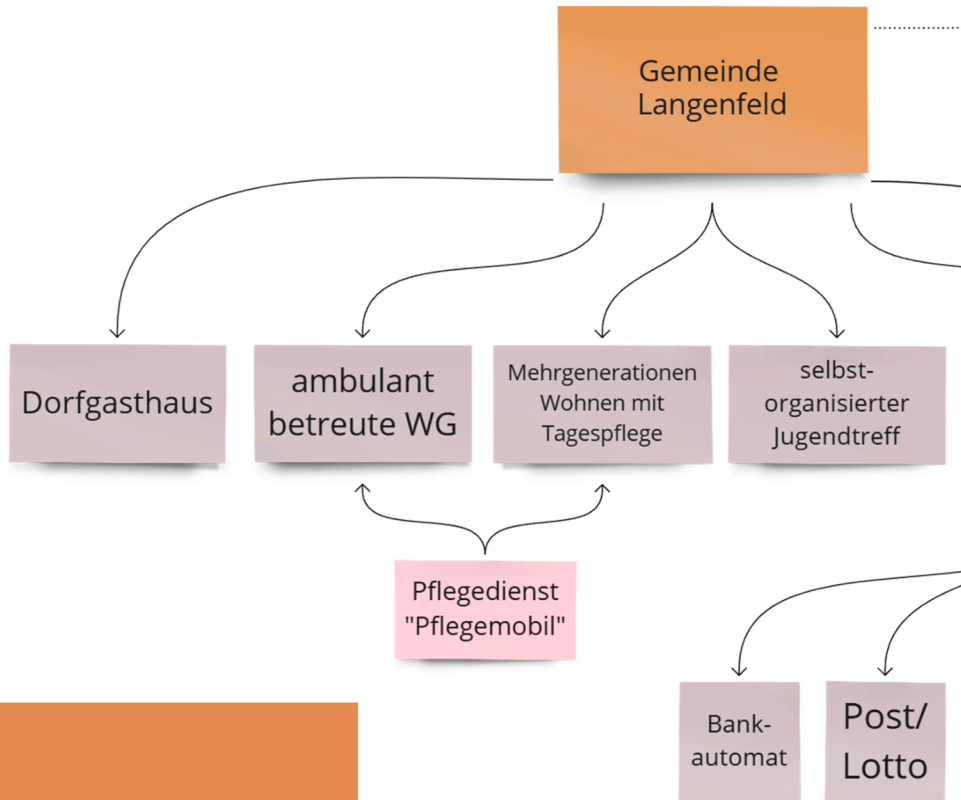 Gemeinde
Langenfeld
Dorfgasthaus
ambulant
betreute WG
Mehrgenerationen
Wohnen mit
Tagespflege
selbst-
organisierter
Jugendtreff
Pflegedienst
"Pflegemobil"
Bank-
automat
Post/
Lotto